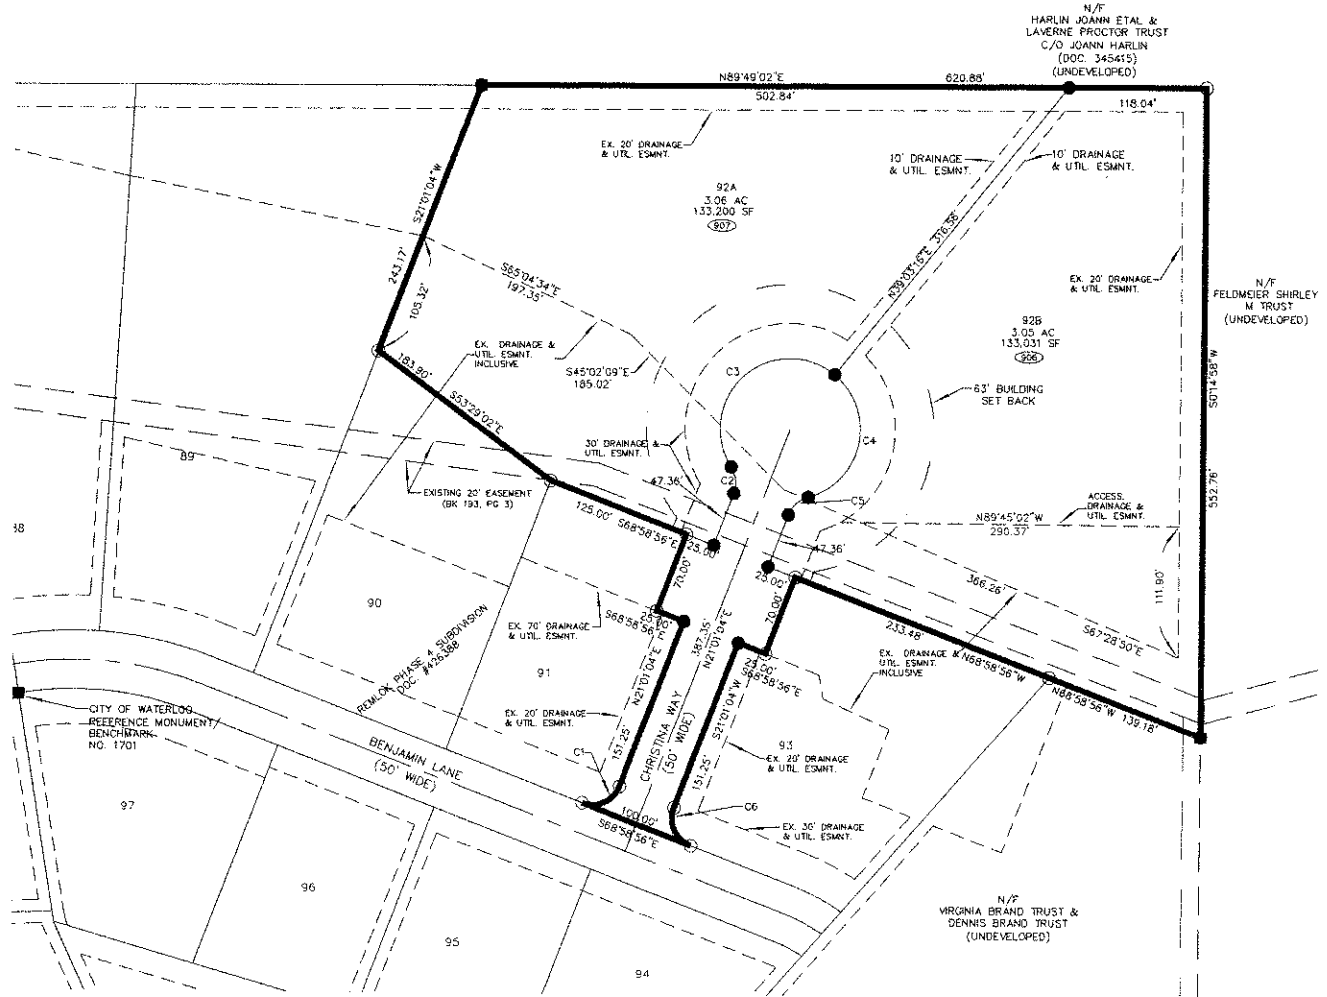 N/F
HARLIN JOANN ETAL &
LAVERNE PROCTOR TRUST
C/O JOANN HARLIN
(DOC. 345415)
(UNDEVELOPED)
N89°49'02"E
620.88'
502.84'
118.04'
EX. 20' DRAINAGE
& UTIL. ESMNT.
10' DRAINAGE
& UTIL. ESMNT.
10' DRAINAGE
& UTIL. ESMNT.
92A
3.06 AC
133,200 SF
907
S21°01'04"W
243.17'
105.32'
S65°04'34"E
197.35'
N39°03'16"E 316.56'
EX. 20' DRAINAGE
& UTIL. ESMNT.
N/F
FELDMEIER SHIRLEY
M TRUST
(UNDEVELOPED)
92B
3.05 AC
133,031 SF
906
EX. DRAINAGE &
UTIL. ESMNT.
INCLUSIVE
S45°02'09"E
185.02'
C3
183.90'
S53°29'02"E
63' BUILDING
SET BACK
S0°14'58"W
552.76'
C4
30' DRAINAGE &
UTIL. ESMNT.
89
47.36'
C2
C5
EXISTING 20' EASEMENT
(BK 193, PG 3)
ACCESS,
DRAINAGE &
UTIL. ESMNT.
125.00'
S68°58'56"E
N89°45'02"W
290.37'
88
25.00'
47.36'
25.00'
70.00'
366.26'
111.90'
90
EX. 70' DRAINAGE
& UTIL. ESMNT.
25.00'
S68°58'56"E
70.00'
233.48'
N68°58'56"W
S67°28'50"E
REMLOK PHASE 4 SUBDIVISION
DOC. #426388
387.35'
N21°01'04"E
25.00'
S68°58'56"E
EX. DRAINAGE &
UTIL. ESMNT.
INCLUSIVE
91
N21°01'04"E
151.25'
S21°01'04"W
151.25'
N68°58'56"W
139.18'
CITY OF WATERLOO
REFERENCE MONUMENT/
BENCHMARK
NO. 1701
EX. 20' DRAINAGE
& UTIL. ESMNT.
CHRISTINA WAY
(50' WIDE)
93
EX. 20' DRAINAGE
& UTIL. ESMNT.
BENJAMIN LANE
(50' WIDE)
C1
C6
100.00'
S68°58'56"E
EX. 30' DRAINAGE
& UTIL. ESMNT.
97
96
N/F
VIRGINIA BRAND TRUST &
DENNIS BRAND TRUST
(UNDEVELOPED)
95
94